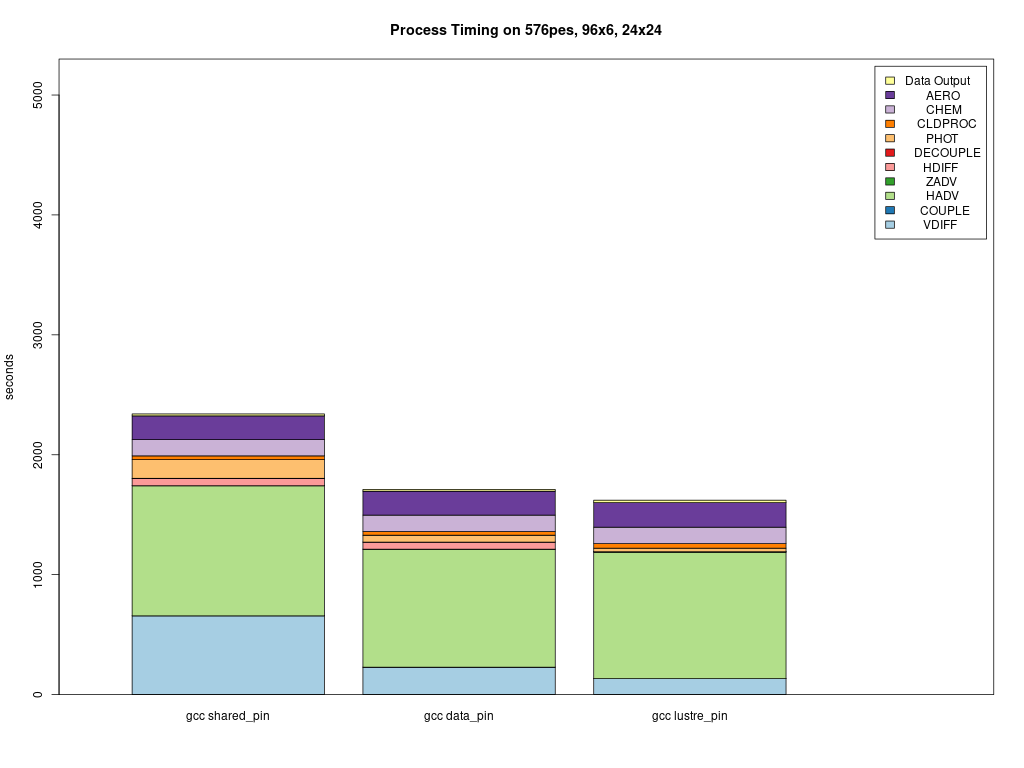 Process Timing on 576pes, 96x6, 24x24
seconds
5000
4000
3000
2000
1000
0
Data Output
AERO
CHEM
CLDPROC
PHOT
DECOUPLE
HDIFF
ZADV
HADV
COUPLE
VDIFF
gcc shared_pin
gcc data_pin
gcc lustre_pin